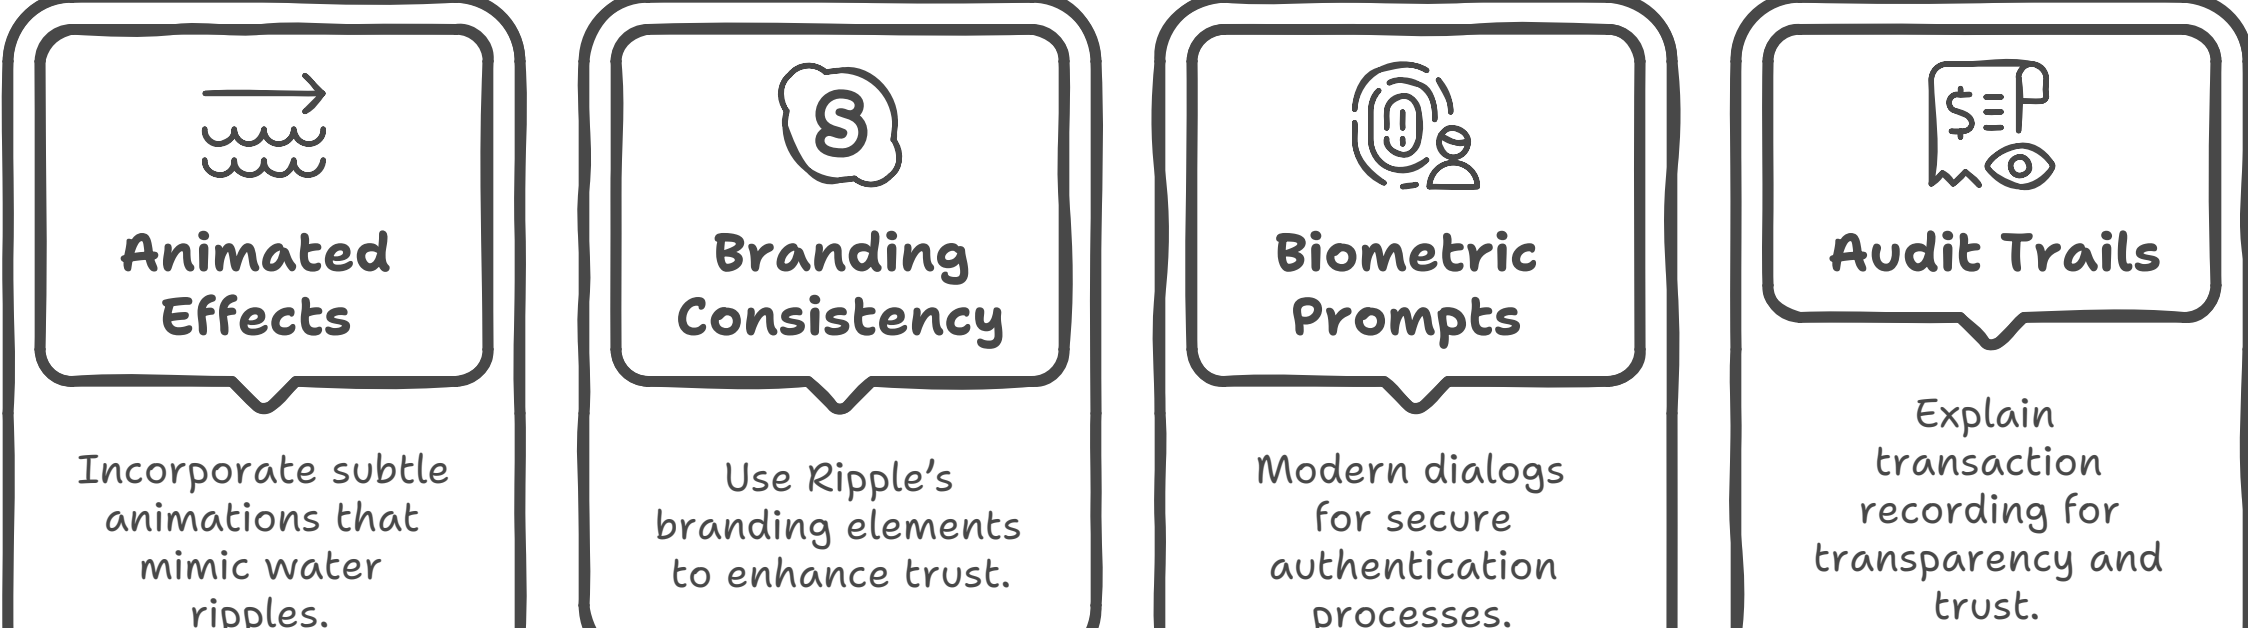 Animated
Effects
Incorporate subtle
animations that
mimic water
ripples.
S
Branding
Consistency
Use Ripple's
branding elements
to enhance trust.
Biometric
Prompts
Modern dialogs
for secure
authentication
processes.
$
Audit Trails
Explain
transaction
recording for
transparency and
trust.